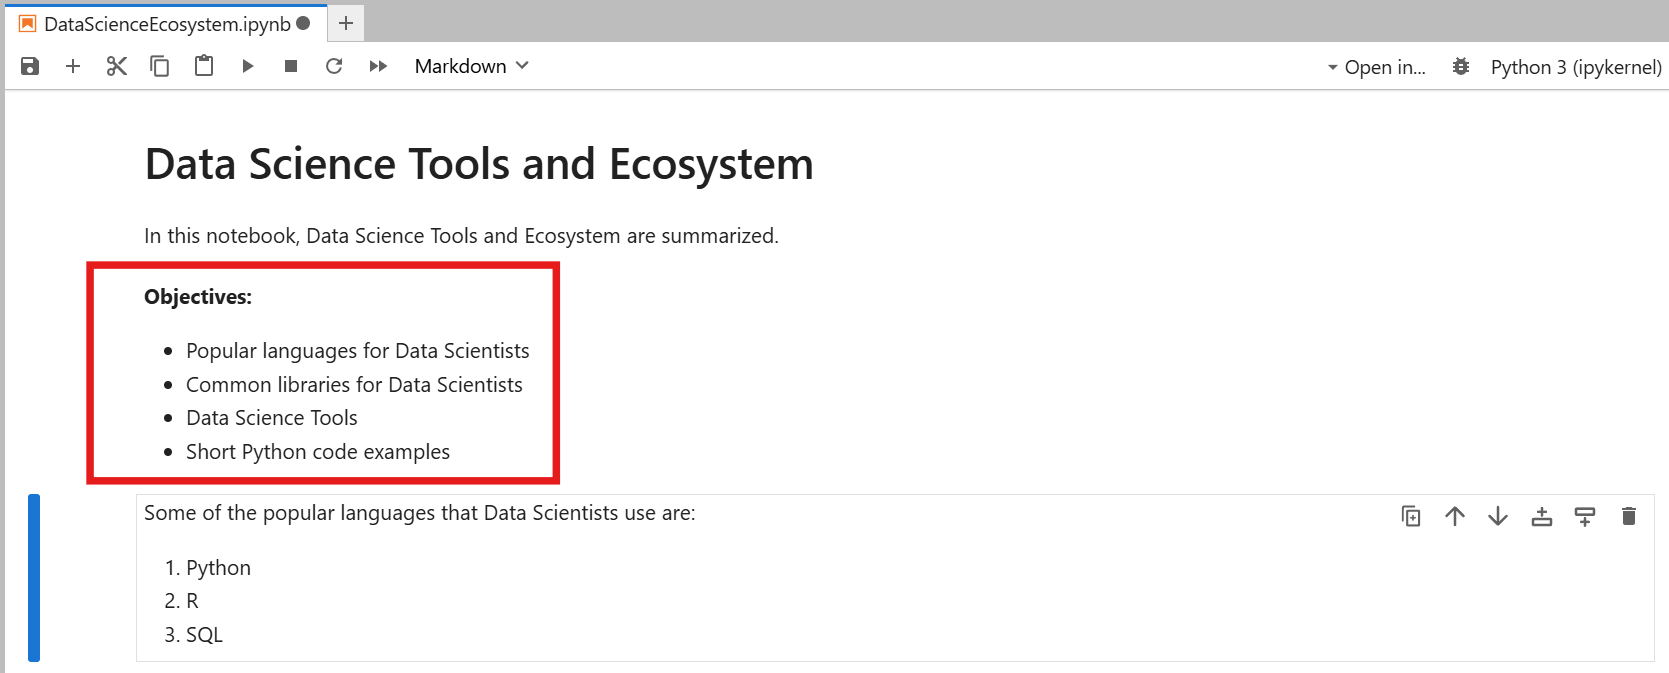 DataScienceEcosystem.ipynb
Markdown
Open in...
Python 3 (ipykernel)
Data Science Tools and Ecosystem
In this notebook, Data Science Tools and Ecosystem are summarized.
Objectives:
• Popular languages for Data Scientists
• Common libraries for Data Scientists
• Data Science Tools
• Short Python code examples
Some of the popular languages that Data Scientists use are:
1. Python
2. R
3. SQL